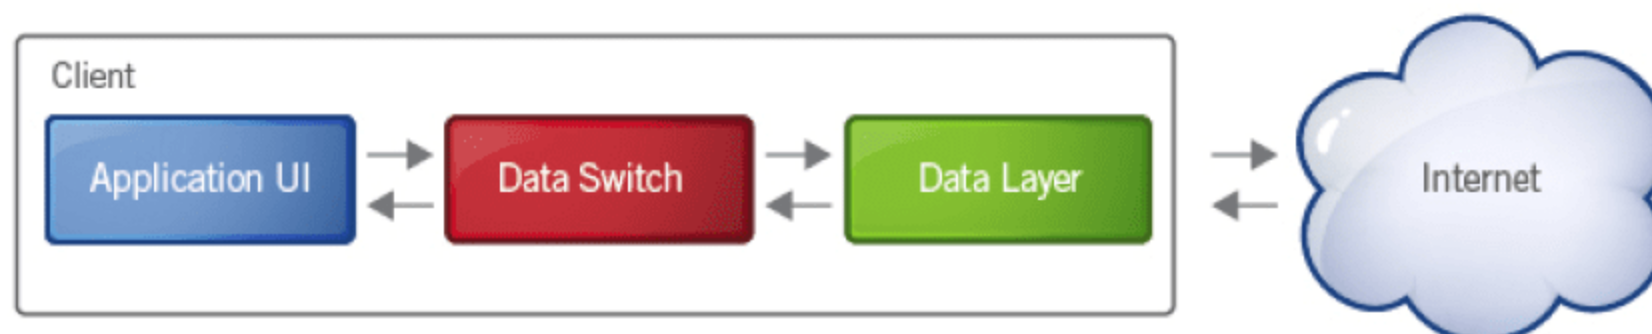 Client
Application UI
Data Switch
Data Layer
Internet